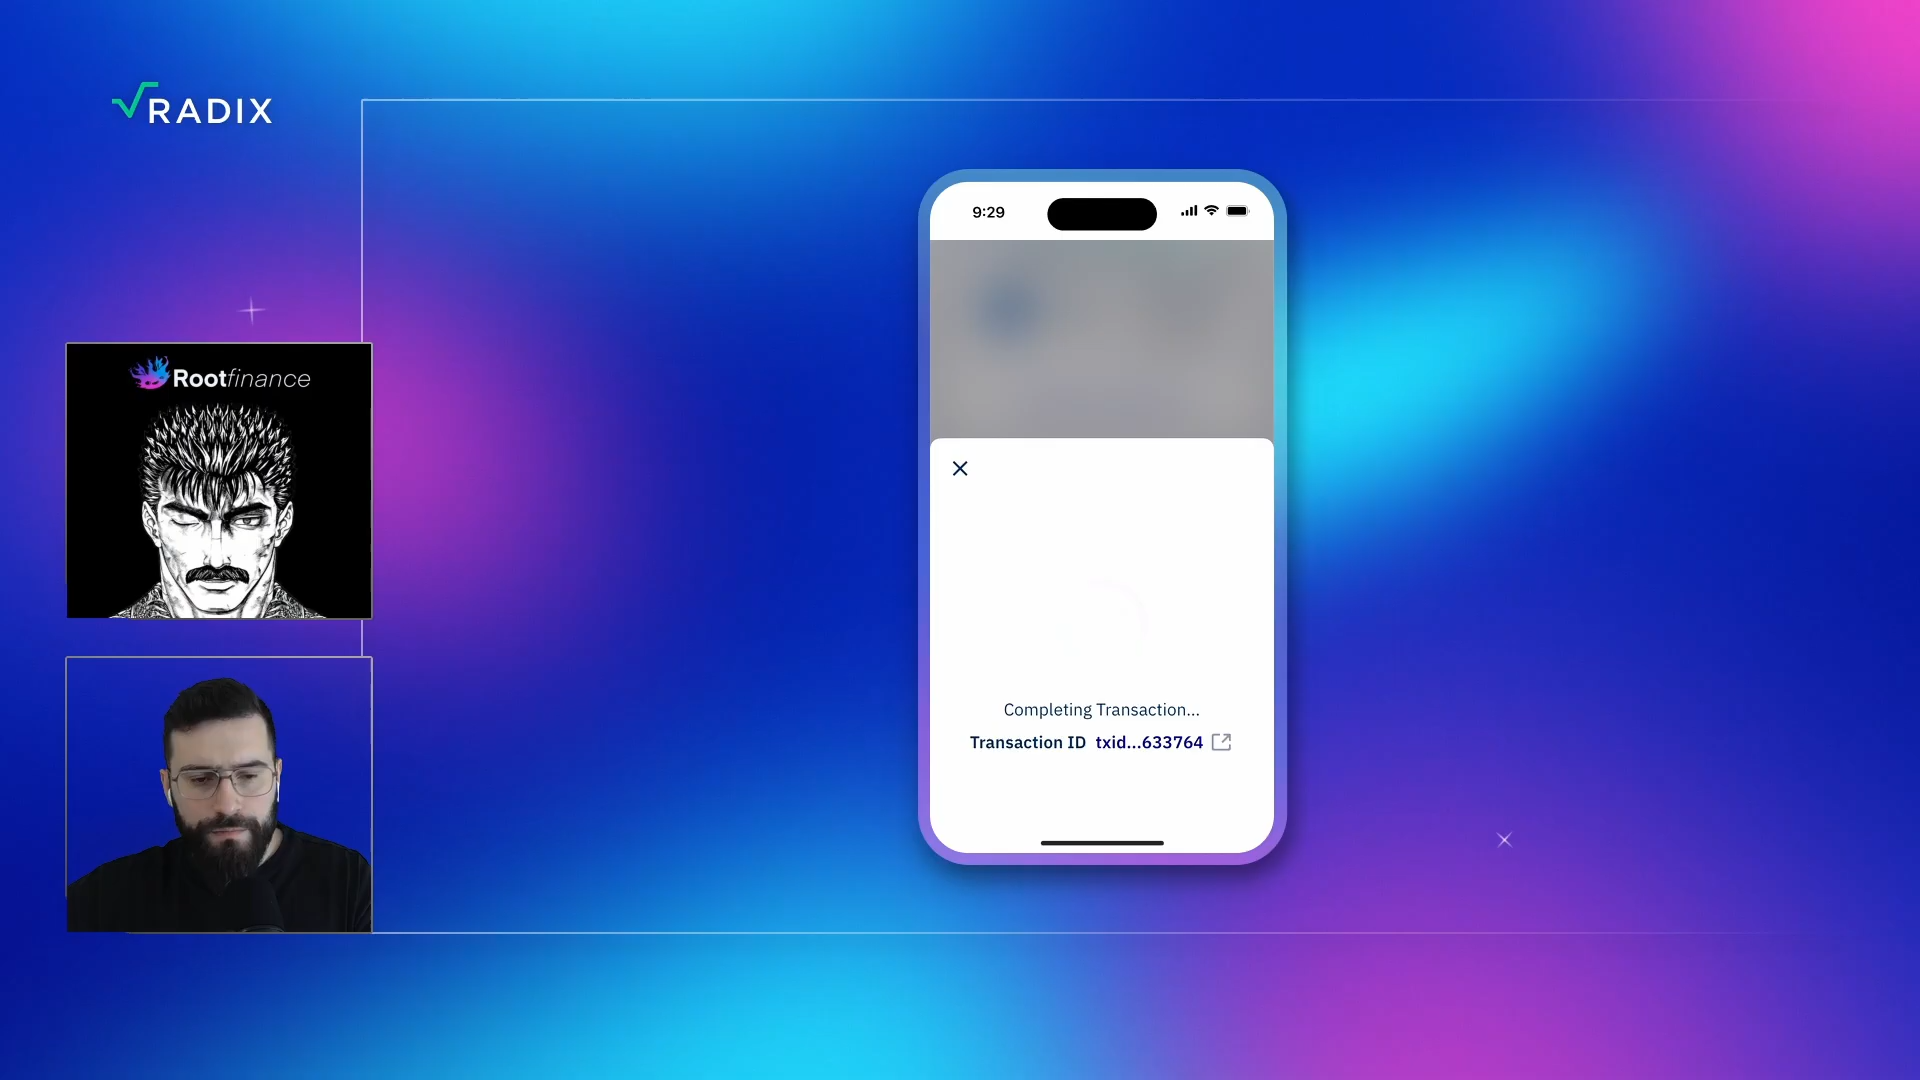 RADIX
Rootfinance
9:29
Completing Transaction...
Transaction ID txid...633764